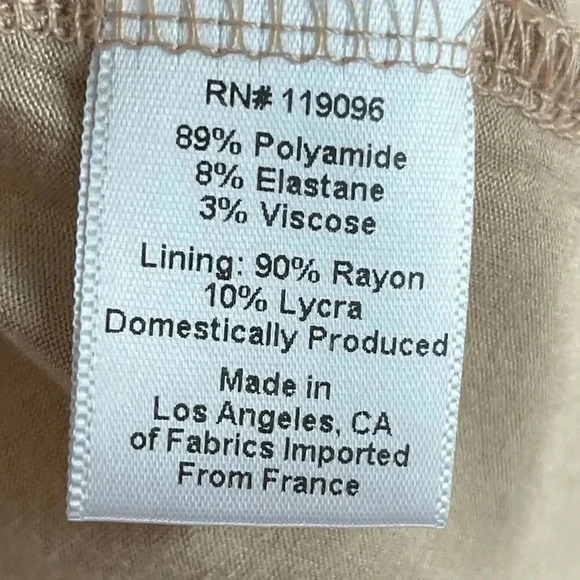 RN# 119096
89% Polyamide
8% Elastane
3% Viscose
Lining: 90% Rayon
10% Lycra
Domestically Produced
Made in
Los Angeles, CA
of Fabrics Imported
From France